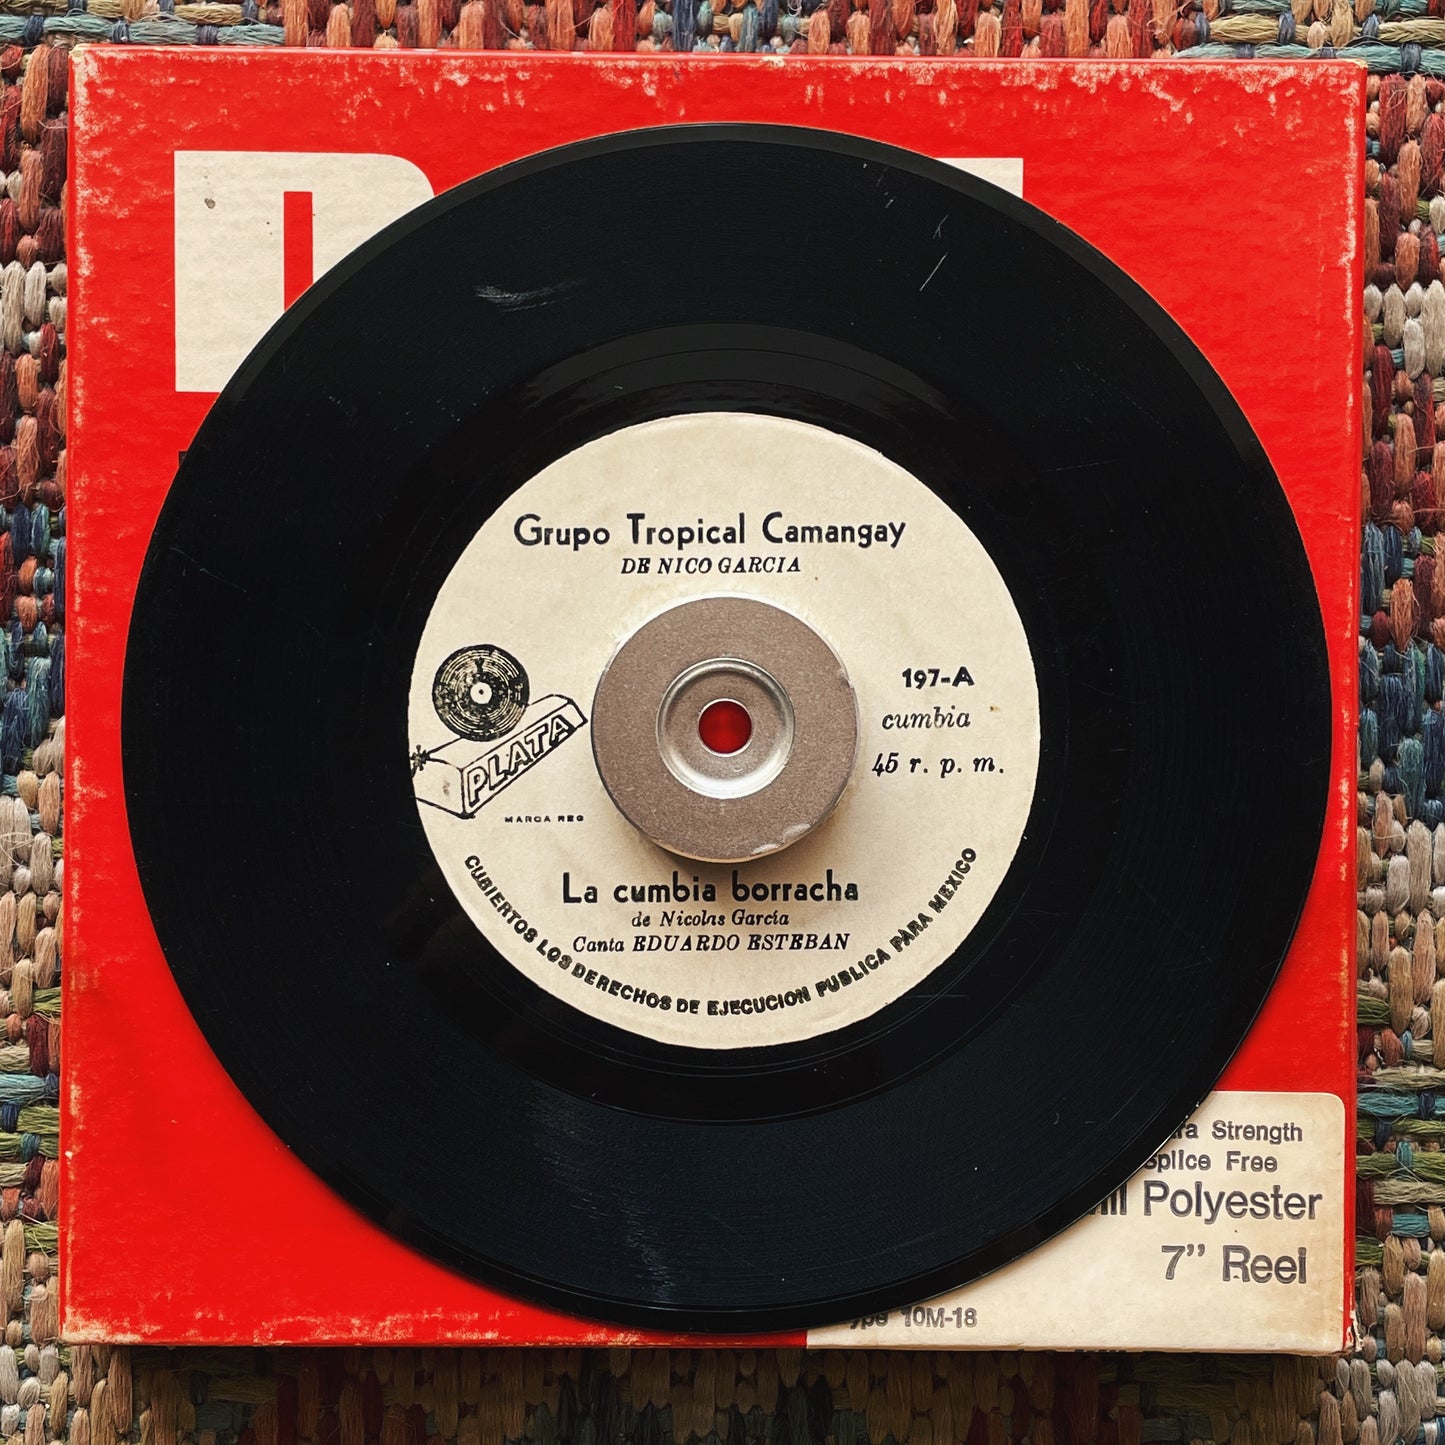 Grupo Tropical Camangay
DE NICO GARCIA
197-A
cumbia
45 r. p. m.
PLATA
MARCA REG
La cumbia borracha
de Nicolas García
Canta EDUARDO ESTEBAN
CUBIERTOS LOS DERECHOS DE EJECUCION PUBLICA PARA MEXICO
Strength
Splice Free
Polyester
7” Reel
10M-18